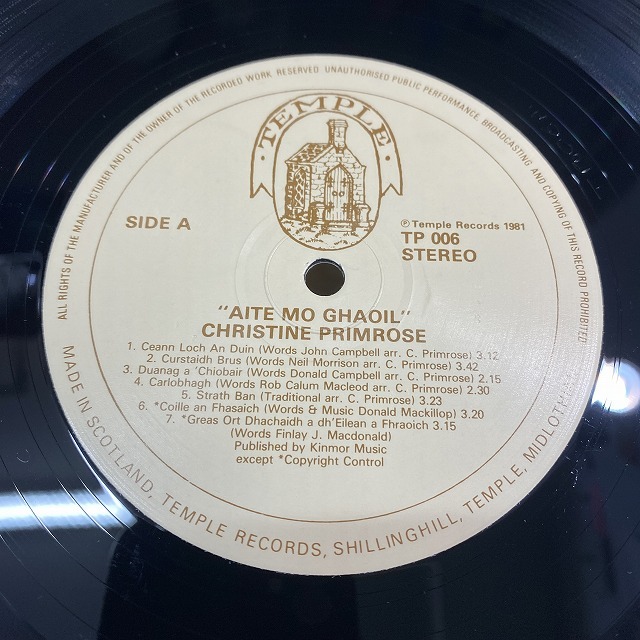 ALL RIGHTS OF THE MANUFACTURER AND OF THE OWNER OF THE RECORDED WORK RESERVED UNAUTHORISED PUBLIC PERFORMANCE, BROADCASTING AND COPYING OF THIS RECORD PROHIBITED
·TEMPLE·
SIDE A
℗ Temple Records 1981
TP 006
STEREO
"AITE MO GHAOIL"
CHRISTINE PRIMROSE
1. Ceann Loch An Duin (Words John Campbell arr. C. Primrose) 3.12
2. Curstaidh Brus (Words Neil Morrison arr. C. Primrose) 3.42
3. Duanag a 'Chiobair (Words Donald Campbell arr. C. Primrose) 2.15
4. Carlobhagh (Words Rob Calum Macleod arr. C. Primrose) 2.30
5. Strath Ban (Traditional arr. C. Primrose) 3.23
6. *Coille an Fhasaich (Words & Music Donald Mackillop) 3.20
7. *Greas Ort Dhachaidh a dh'Eilean a Fhraoich 3.15
(Words Finlay J. Macdonald)
Published by Kinmor Music
except *Copyright Control
MADE IN SCOTLAND, TEMPLE RECORDS, SHILLINGHILL, TEMPLE,